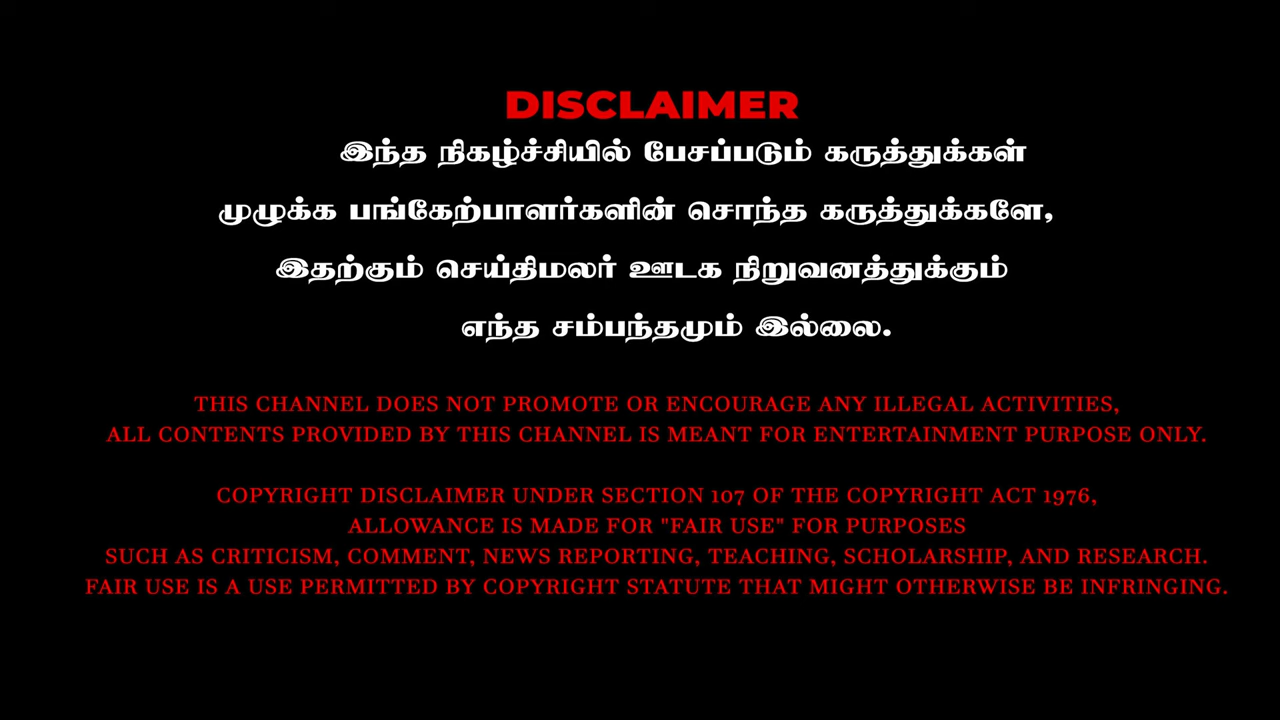 DISCLAIMER
இந்த நிகழ்ச்சியில் பேசப்படும் கருத்துக்கள்
முழுக்க பங்கேற்பாளர்களின் சொந்த கருத்துக்களே,
இதற்கும் செய்திமலர் ஊடக நிறுவனத்துக்கும்
எந்த சம்பந்தமும் இல்லை.
THIS CHANNEL DOES NOT PROMOTE OR ENCOURAGE ANY ILLEGAL ACTIVITIES,
ALL CONTENTS PROVIDED BY THIS CHANNEL IS MEANT FOR ENTERTAINMENT PURPOSE ONLY.
COPYRIGHT DISCLAIMER UNDER SECTION 107 OF THE COPYRIGHT ACT 1976,
ALLOWANCE IS MADE FOR "FAIR USE" FOR PURPOSES
SUCH AS CRITICISM, COMMENT, NEWS REPORTING, TEACHING, SCHOLARSHIP, AND RESEARCH.
FAIR USE IS A USE PERMITTED BY COPYRIGHT STATUTE THAT MIGHT OTHERWISE BE INFRINGING.